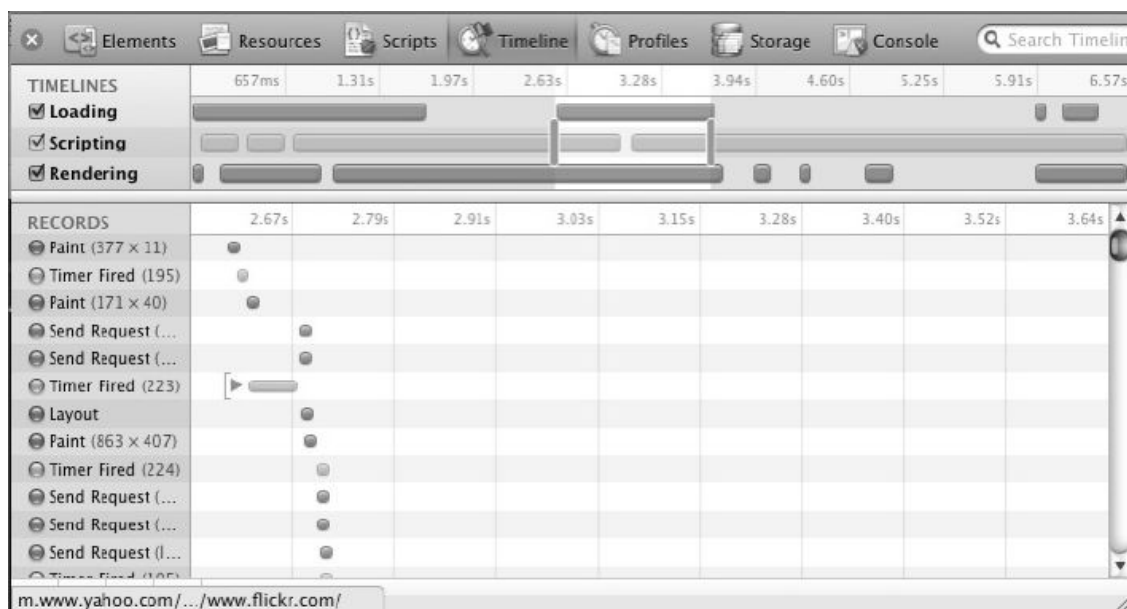 Elements Resources Scripts Timeline Profiles Storage Console Search Timelin
TIMELINES 657ms 1.31s 1.97s 2.63s 3.28s 3.94s 4.60s 5.25s 5.91s 6.57s
Loading
Scripting
Rendering
RECORDS 2.67s 2.79s 2.91s 3.03s 3.15s 3.28s 3.40s 3.52s 3.64s
Paint (377 × 11)
Timer Fired (195)
Paint (171 × 40)
Send Request (...
Send Request (...
Timer Fired (223)
Layout
Paint (863 × 407)
Timer Fired (224)
Send Request (...
Send Request (...
Send Request (l...
Timer Fired (195)
m.www.yahoo.com/.../www.flickr.com/